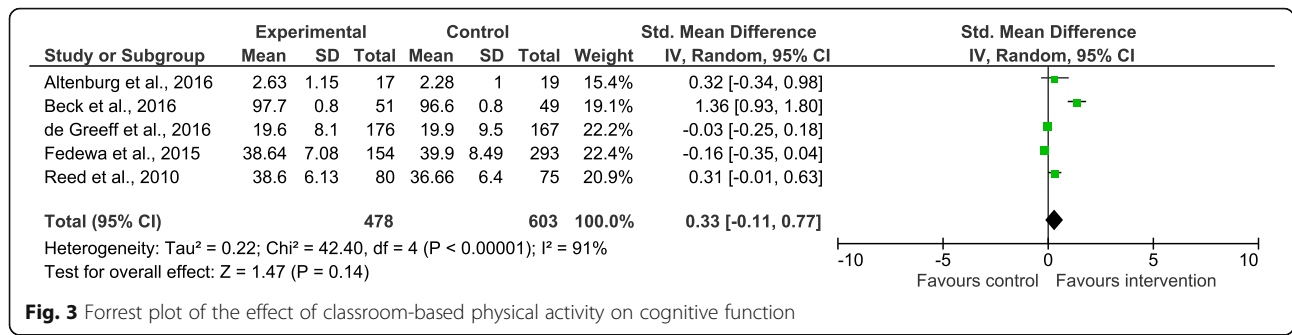 Experimental Control Std. Mean Difference Std. Mean Difference
Study or Subgroup Mean SD Total Mean SD Total Weight IV, Random, 95% CI IV, Random, 95% CI
Altenburg et al., 2016 2.63 1.15 17 2.28 1 19 15.4% 0.32 [-0.34, 0.98]
Beck et al., 2016 97.7 0.8 51 96.6 0.8 49 19.1% 1.36 [0.93, 1.80]
de Greeff et al., 2016 19.6 8.1 176 19.9 9.5 167 22.2% -0.03 [-0.25, 0.18]
Fedewa et al., 2015 38.64 7.08 154 39.9 8.49 293 22.4% -0.16 [-0.35, 0.04]
Reed et al., 2010 38.6 6.13 80 36.66 6.4 75 20.9% 0.31 [-0.01, 0.63]
Total (95% CI) 478 603 100.0% 0.33 [-0.11, 0.77]
Heterogeneity: Tau² = 0.22; Chi² = 42.40, df = 4 (P < 0.00001); I² = 91%
Test for overall effect: Z = 1.47 (P = 0.14)
-10 -5 0 5 10
Favours control Favours intervention
Fig. 3 Forrest plot of the effect of classroom-based physical activity on cognitive function